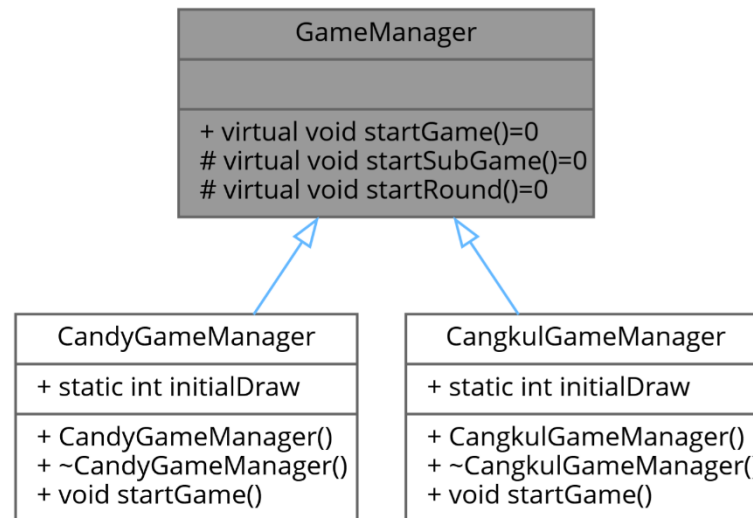 GameManager
+ virtual void startGame()=0
# virtual void startSubGame()=0
# virtual void startRound()=0
CandyGameManager
+ static int initialDraw
+ CandyGameManager()
+ ~CandyGameManager()
+ void startGame()
CangkulGameManager
+ static int initialDraw
+ CangkulGameManager()
+ ~CangkulGameManager()
+ void startGame()